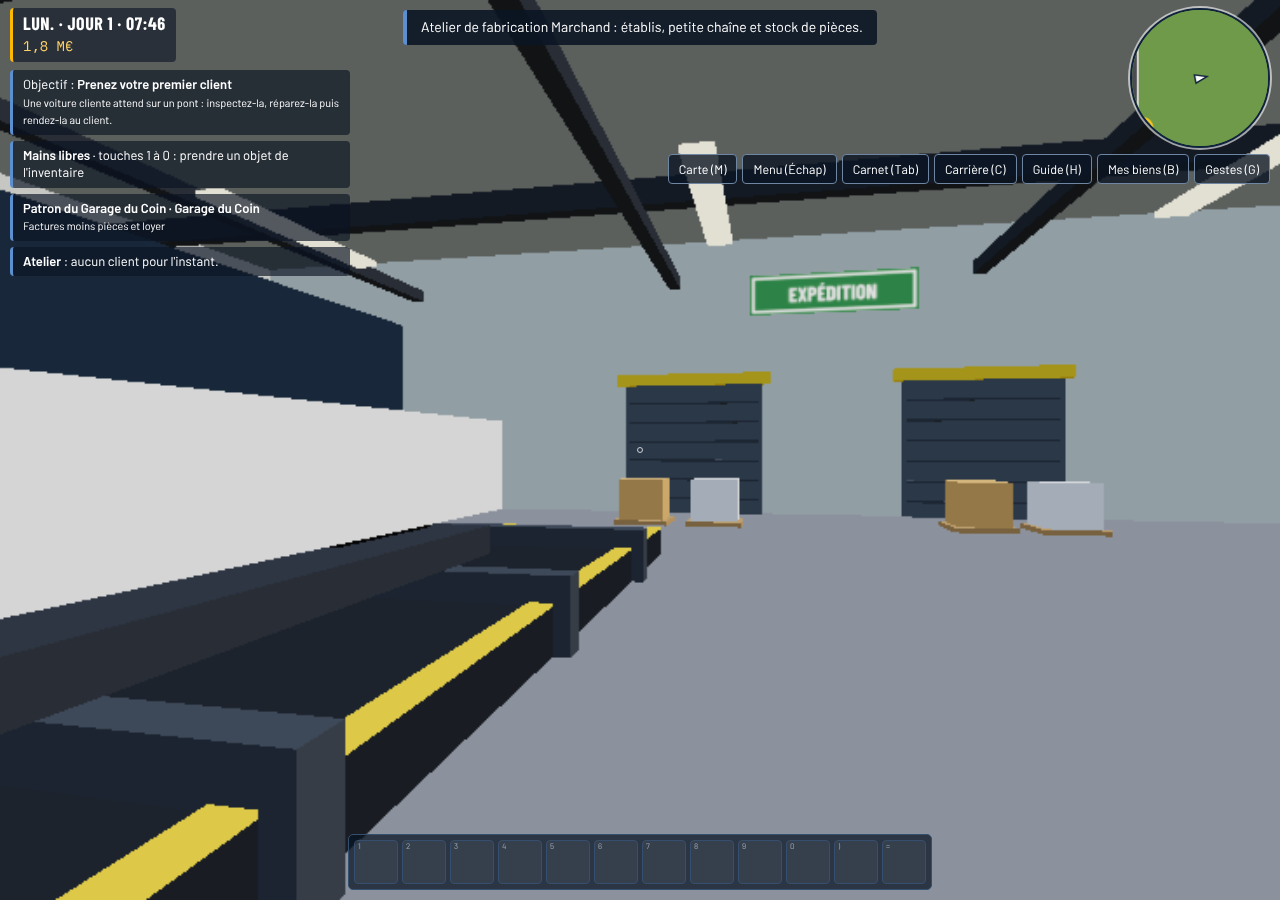 LUN. · JOUR 1 · 07:46
1,8 M€
Atelier de fabrication Marchand : établis, petite chaîne et stock de pièces.
Objectif : Prenez votre premier client
Une voiture cliente attend sur un pont : inspectez-la, réparez-la puis
rendez-la au client.
Mains libres · touches 1 à 0 : prendre un objet de
l'inventaire
Carte (M)
Menu (Échap)
Carnet (Tab)
Carrière (C)
Guide (H)
Mes biens (B)
Gestes (G)
Patron du Garage du Coin · Garage du Coin
Factures moins pièces et loyer
Atelier : aucun client pour l'instant.
EXPÉDITION
1 2 3 4 5 6 7 8 9 0 ) =